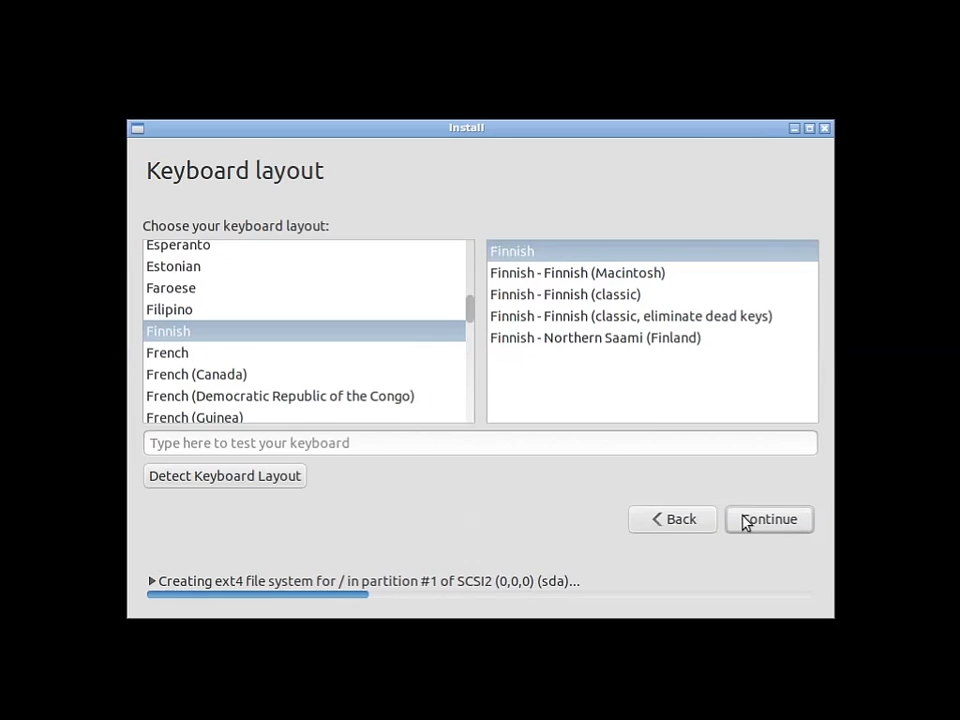 Install
Keyboard layout
Choose your keyboard layout:
Esperanto
Estonian
Faroese
Filipino
Finnish
French
French (Canada)
French (Democratic Republic of the Congo)
French (Guinea)
Finnish
Finnish - Finnish (Macintosh)
Finnish - Finnish (classic)
Finnish - Finnish (classic, eliminate dead keys)
Finnish - Northern Saami (Finland)
Type here to test your keyboard
Detect Keyboard Layout
Back
Continue
Creating ext4 file system for / in partition #1 of SCSI2 (0,0,0) (sda)...